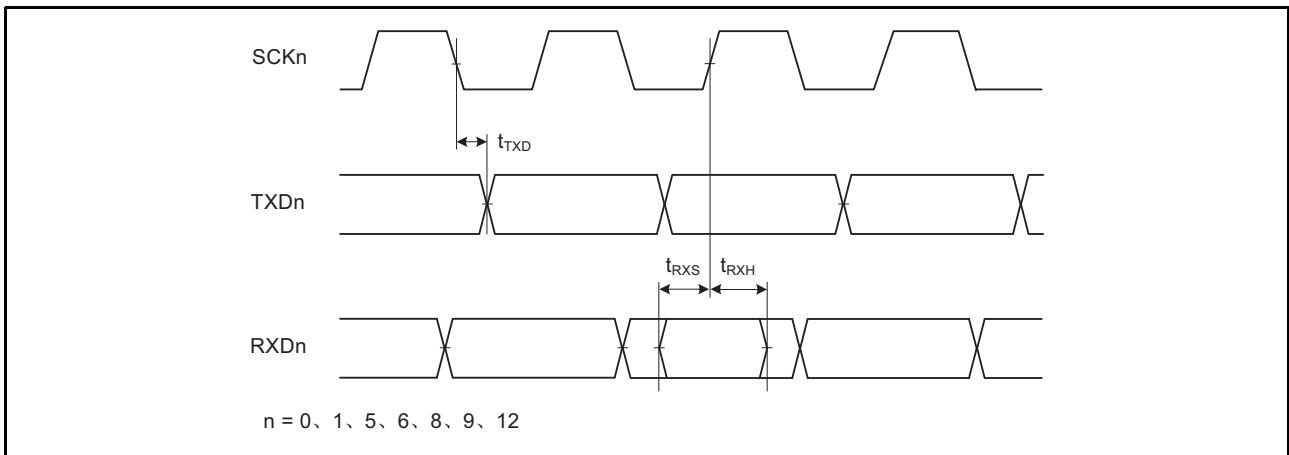 SCKn
tTXD
TXDn
tRXS tRXH
RXDn
n = 0、1、5、6、8、9、12